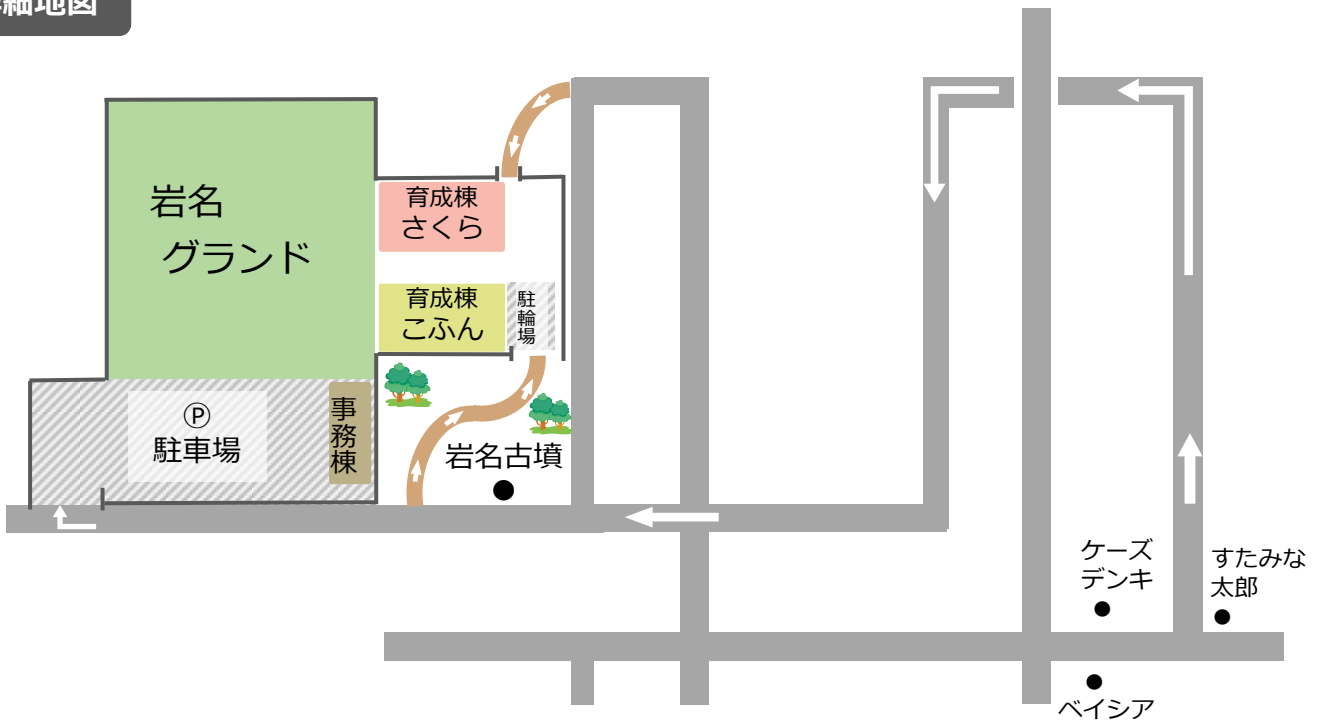 細地図
岩名
グランド
育成棟
さくら
育成棟
こふん
駐輪場
Ⓟ
駐車場
事務棟
岩名古墳
ケーズ
デンキ
すたみな
太郎
ベイシア